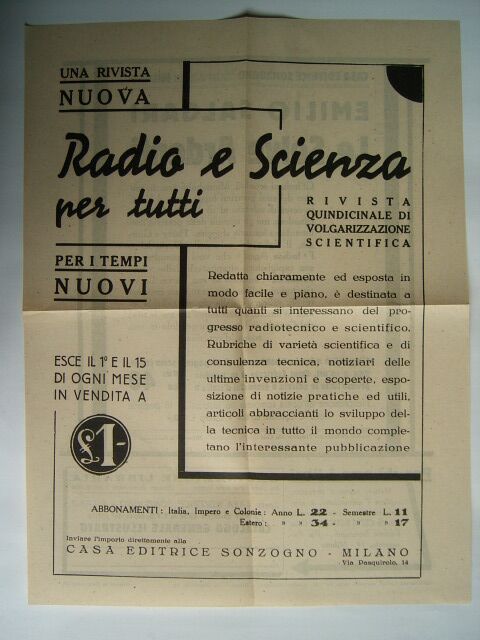 UNA RIVISTA
NUOVA
Radio e Scienza
per tutti
RIVISTA
QUINDICINALE DI
VOLGARIZZAZIONE
SCIENTIFICA
PER I TEMPI
NUOVI
Redatta chiaramente ed esposta in
modo facile e piano, è destinata a
tutti quanti si interessano del pro-
gresso radiotecnico e scientifico.
Rubriche di varietà scientifica e di
consulenza tecnica, notiziari delle
ultime invenzioni e scoperte, espo-
sizione di notizie pratiche ed utili,
articoli abbraccianti lo sviluppo del-
la tecnica in tutto il mondo comple-
tano l'interessante pubblicazione
ESCE IL 1° E IL 15
DI OGNI MESE
IN VENDITA A
£1-
ABBONAMENTI: Italia, Impero e Colonie: Anno L. 22 - Semestre L. 11
Estero: » » 34 - » » 17
Inviare l'importo direttamente alla
CASA EDITRICE SONZOGNO - MILANO
Via Pasquirolo, 14